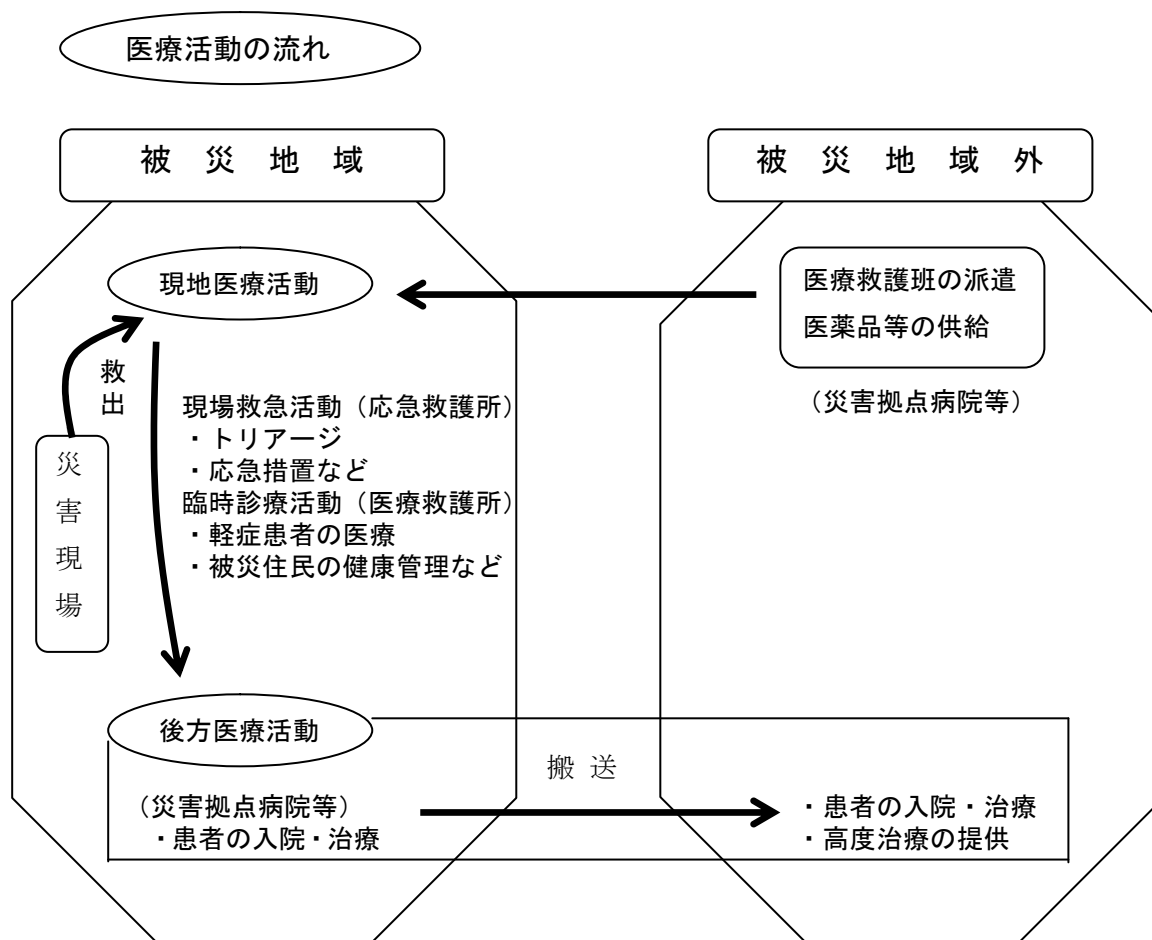 医療活動の流れ
被災地域
被災地域外
現地医療活動
医療救護班の派遣
医薬品等の供給
（災害拠点病院等）
救出
災害現場
現場救急活動（応急救護所）
・トリアージ
・応急措置など
臨時診療活動（医療救護所）
・軽症患者の医療
・被災住民の健康管理など
後方医療活動
搬送
（災害拠点病院等）
・患者の入院・治療
・患者の入院・治療
・高度治療の提供